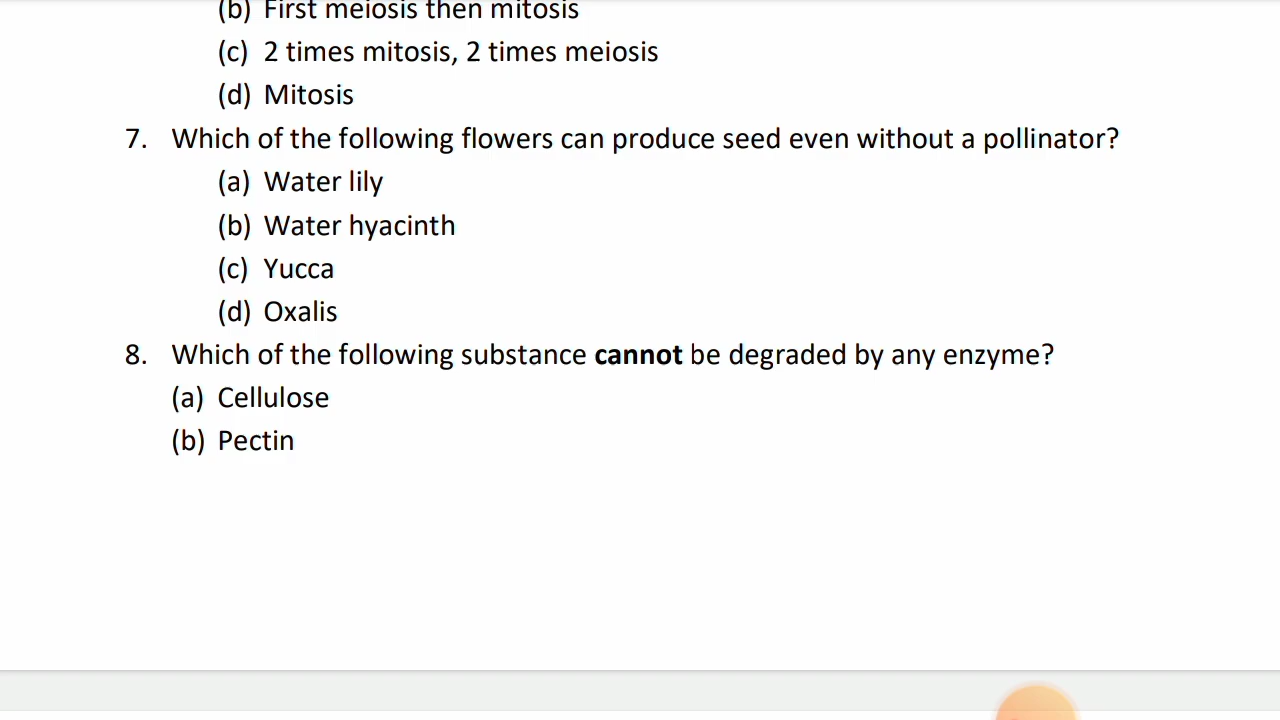 (b) First meiosis then mitosis
(c) 2 times mitosis, 2 times meiosis
(d) Mitosis
7. Which of the following flowers can produce seed even without a pollinator?
(a) Water lily
(b) Water hyacinth
(c) Yucca
(d) Oxalis
8. Which of the following substance cannot be degraded by any enzyme?
(a) Cellulose
(b) Pectin